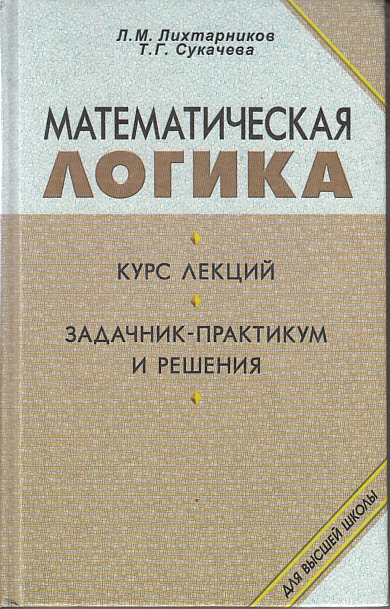 Л.М. Лихтарников
Т.Г. Сукачева
МАТЕМАТИЧЕСКАЯ
ЛОГИКА
КУРС ЛЕКЦИЙ
ЗАДАЧНИК-ПРАКТИКУМ
И РЕШЕНИЯ
ДЛЯ ВЫСШЕЙ ШКОЛЫ